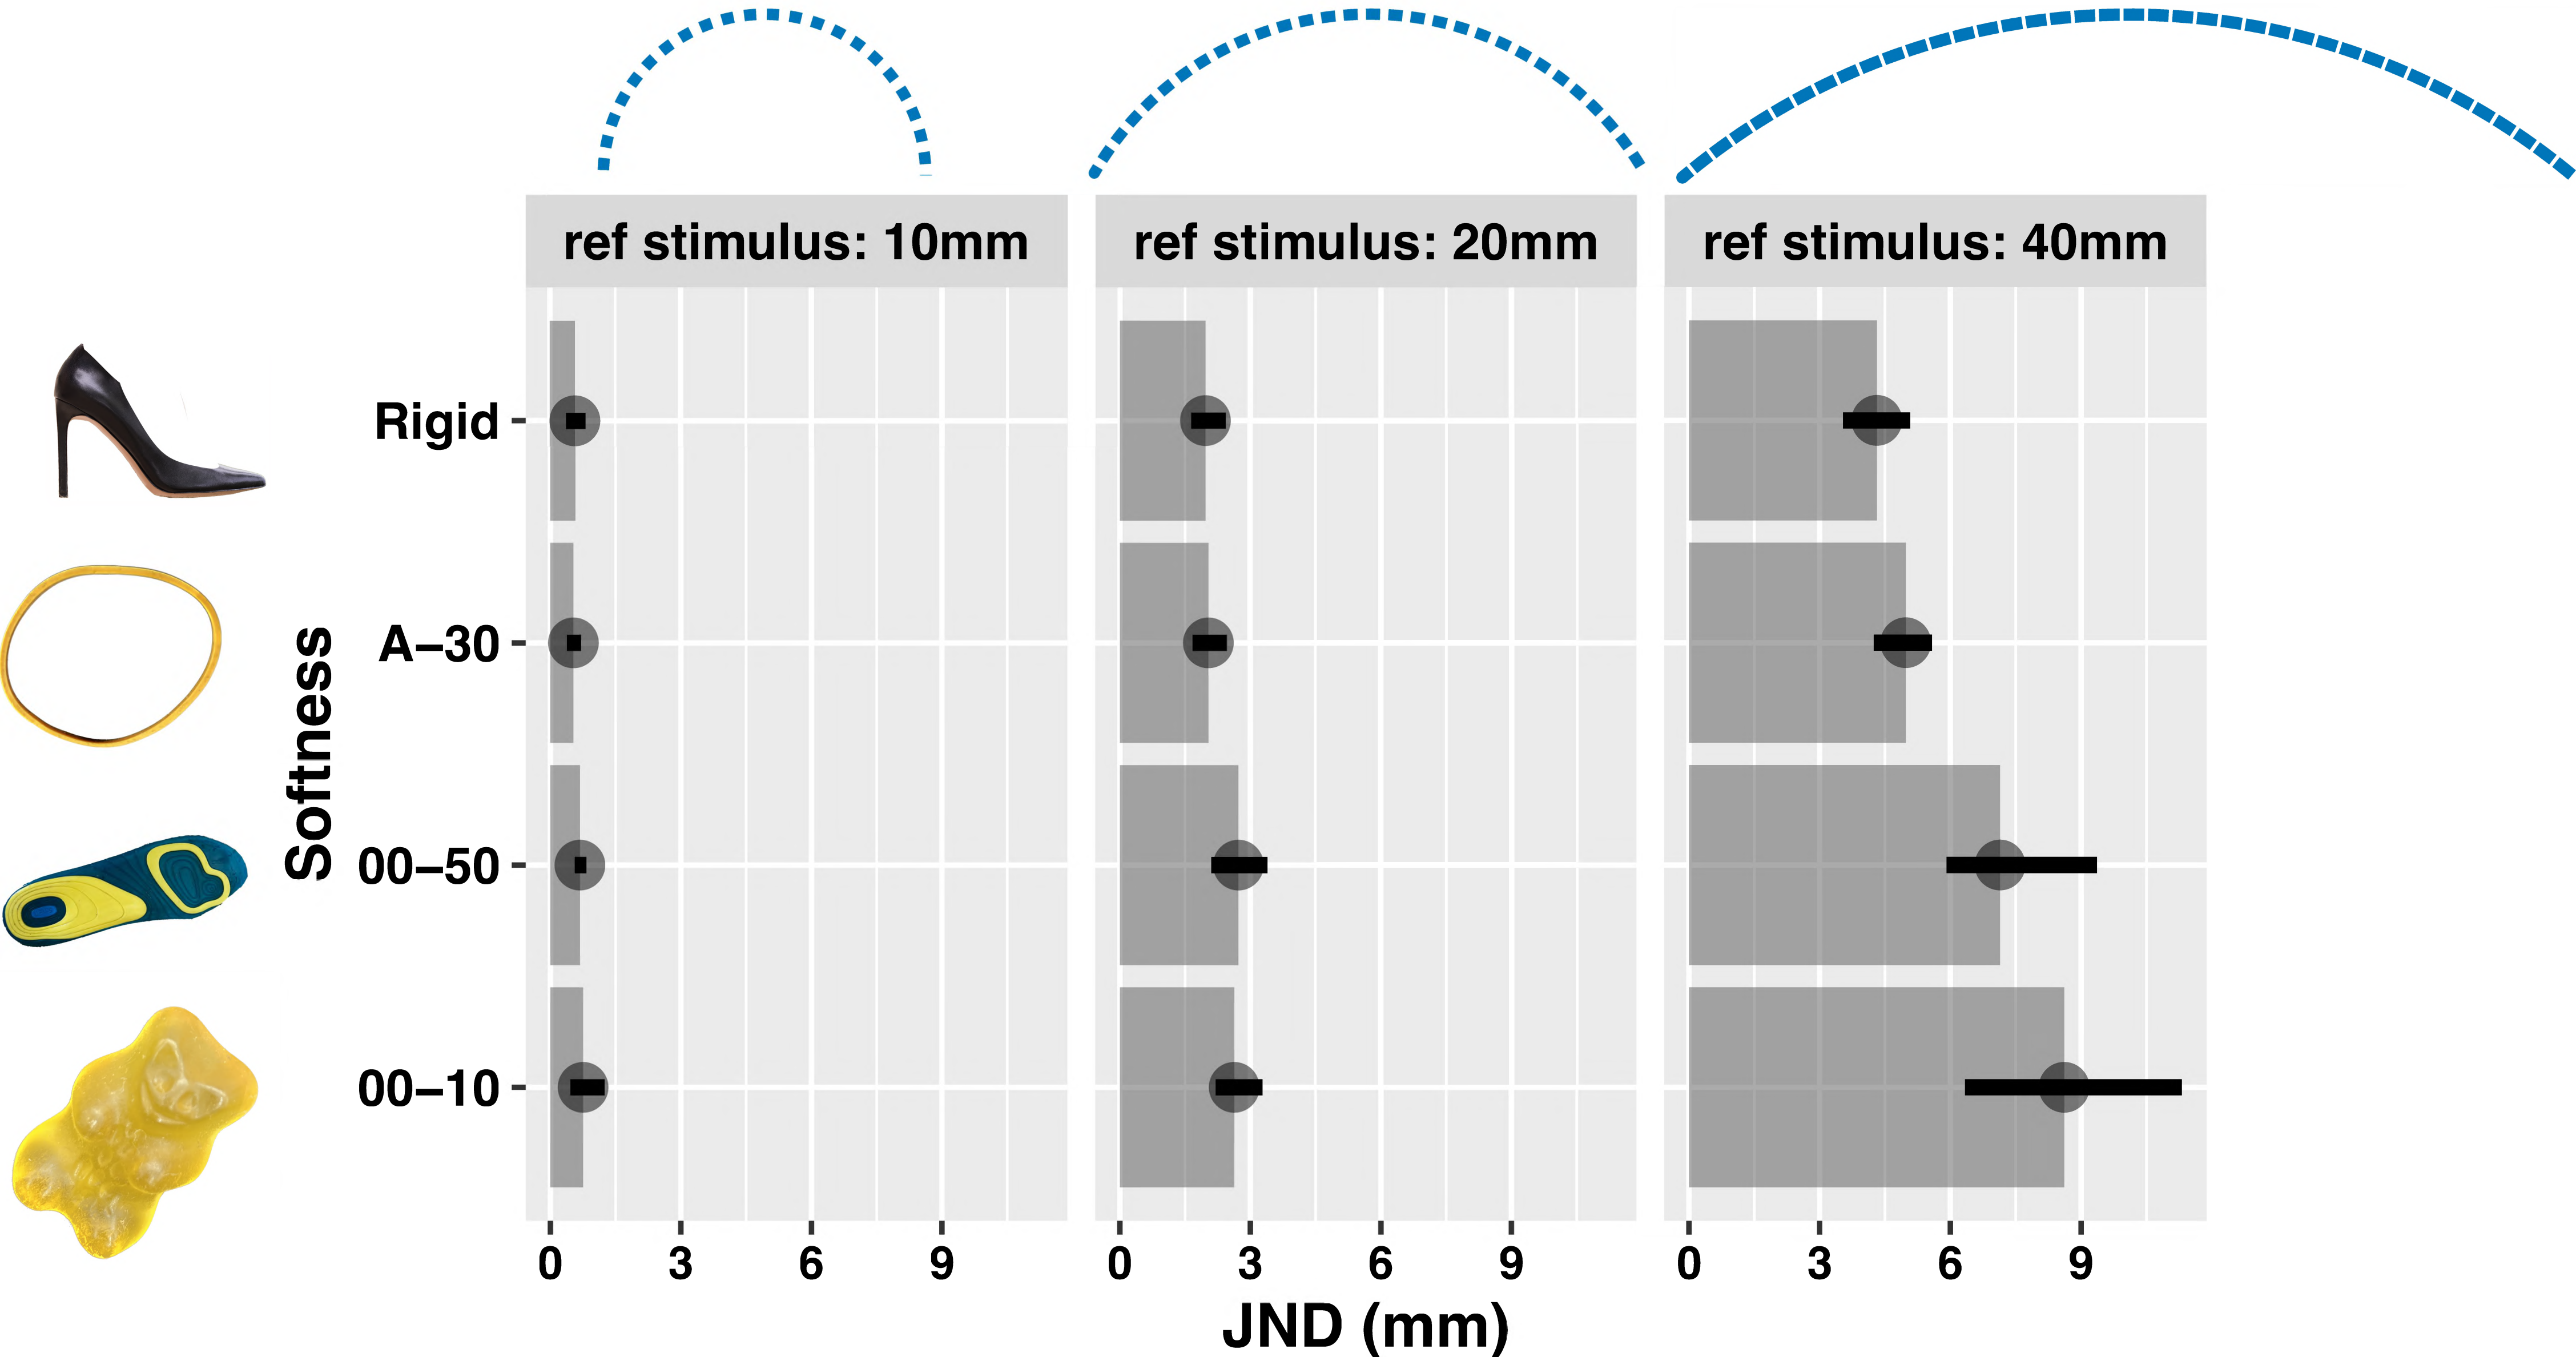 ref stimulus: 10mm
ref stimulus: 20mm
ref stimulus: 40mm
Softness
Rigid
A–30
00–50
00–10
0 3 6 9
0 3 6 9
0 3 6 9
JND (mm)